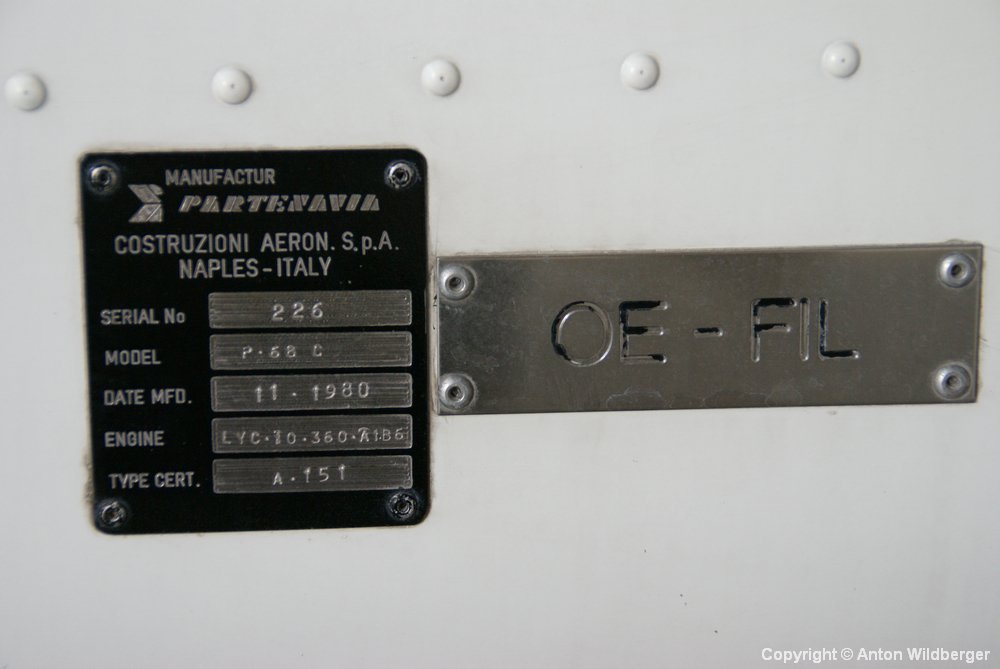 MANUFACTUR
PARTENAVIA
COSTRUZIONI AERON. S.p.A.
NAPLES-ITALY
SERIAL No 226
MODEL P.68 C
DATE MFD. 11.1980
ENGINE LYC.IO.360.A1B6
TYPE CERT. A.151
OE-FIL
Copyright © Anton Wildberger